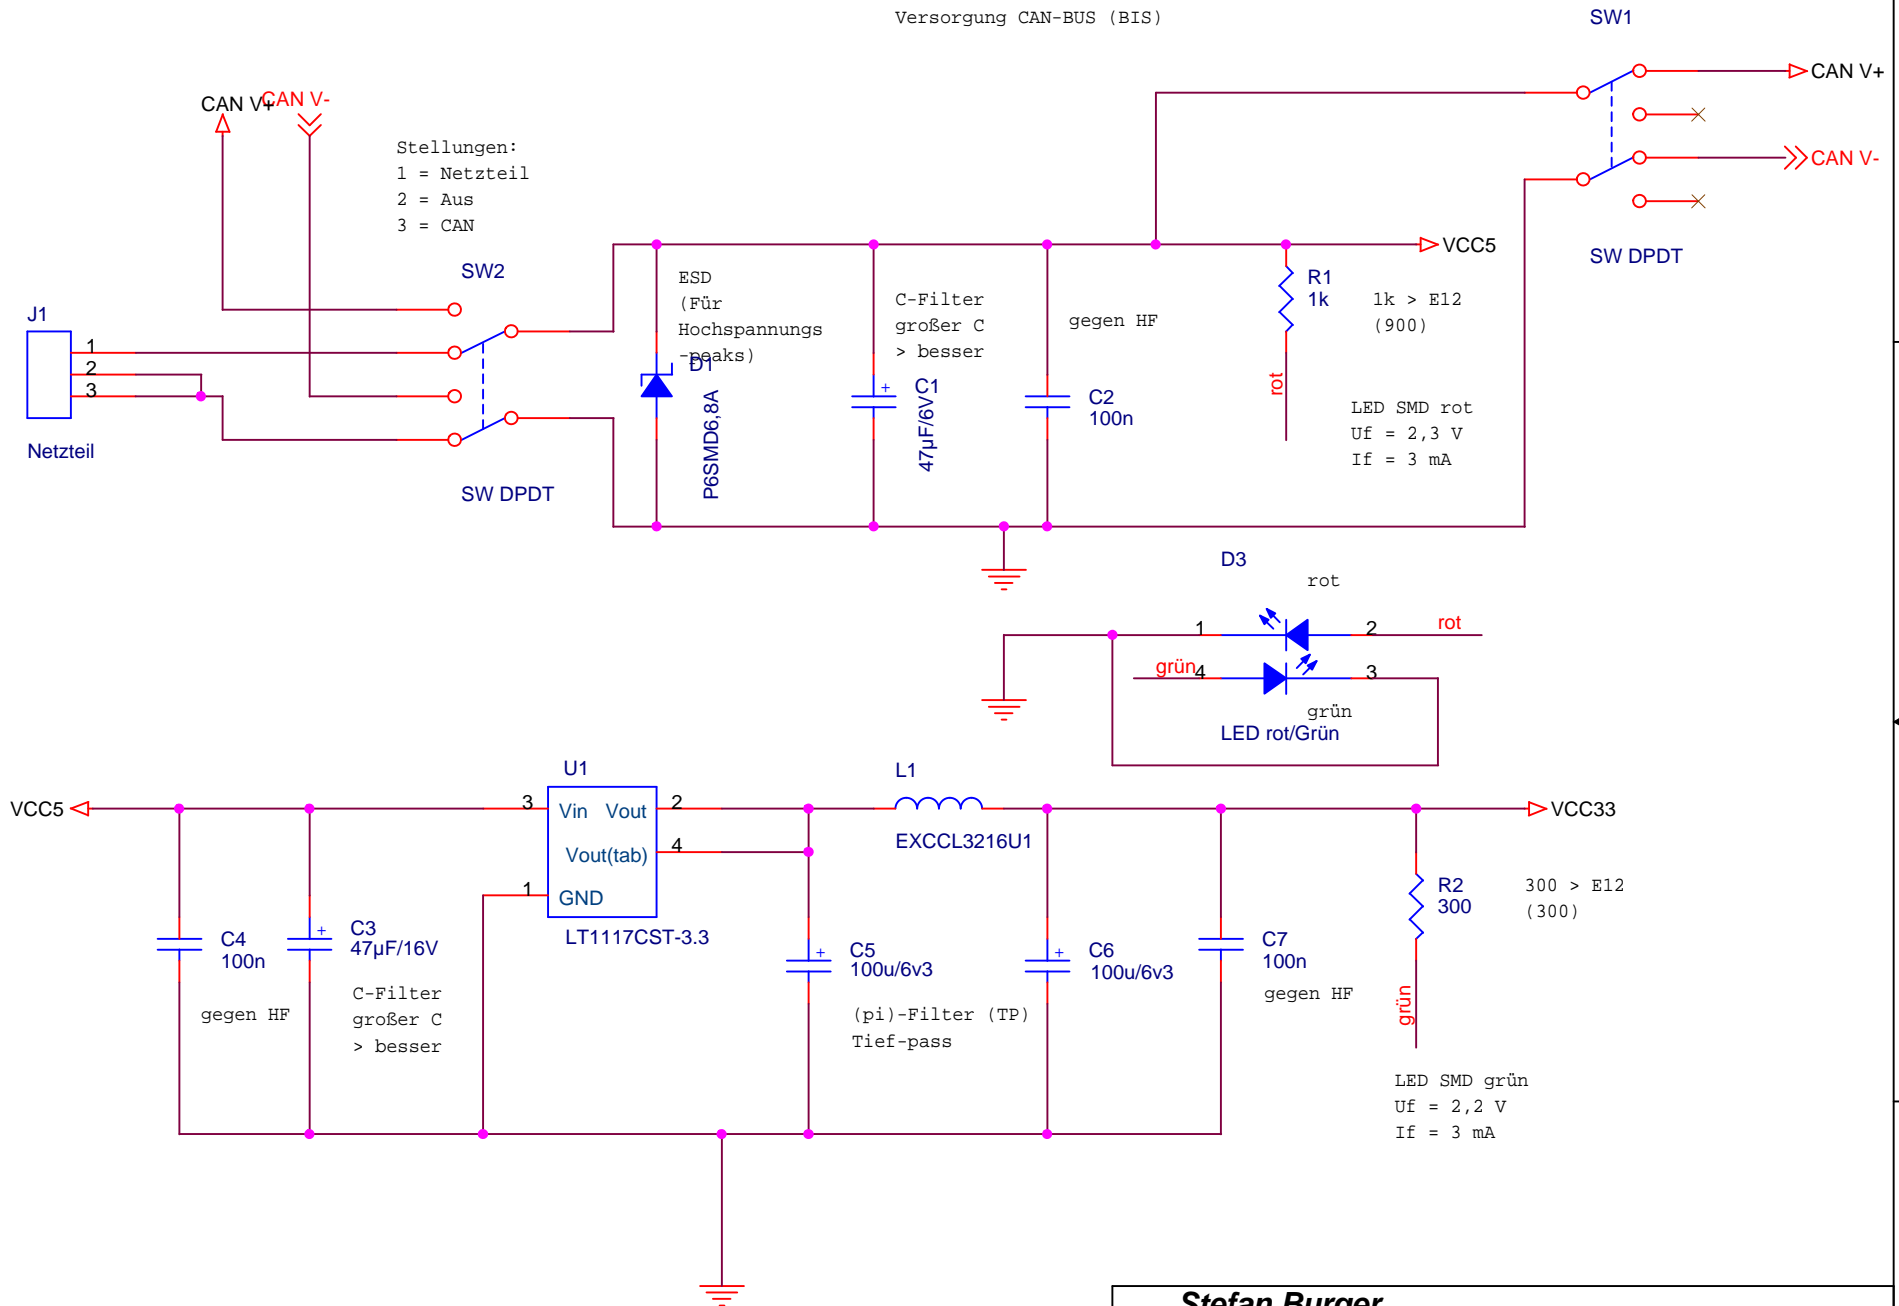 Versorgung CAN-BUS (BIS)
SW1
CAN V+
CAN V-
CAN V+
CAN V-
SW DPDT
Stellungen:
1 = Netzteil
2 = Aus
3 = CAN
SW2
SW DPDT
J1
1
2
3
Netzteil
ESD
(Für
Hochspannungs
-peaks)
D1
P6SMD6,8A
C-Filter
großer C
> besser
C1
47µF/6V
gegen HF
C2
100n
VCC5
R1
1k
1k > E12
(900)
rot
LED SMD rot
Uf = 2,3 V
If = 3 mA
D3
rot
1
2
rot
grün
4
3
grün
LED rot/Grün
VCC5
U1
3
Vin
Vout
2
Vout(tab)
4
1
GND
LT1117CST-3.3
L1
EXCCL3216U1
VCC33
C4
100n
gegen HF
C3
47µF/16V
C-Filter
großer C
> besser
C5
100u/6v3
(pi)-Filter (TP)
Tief-pass
C6
100u/6v3
C7
100n
gegen HF
R2
300
300 > E12
(300)
grün
LED SMD grün
Uf = 2,2 V
If = 3 mA
Stefan Burger